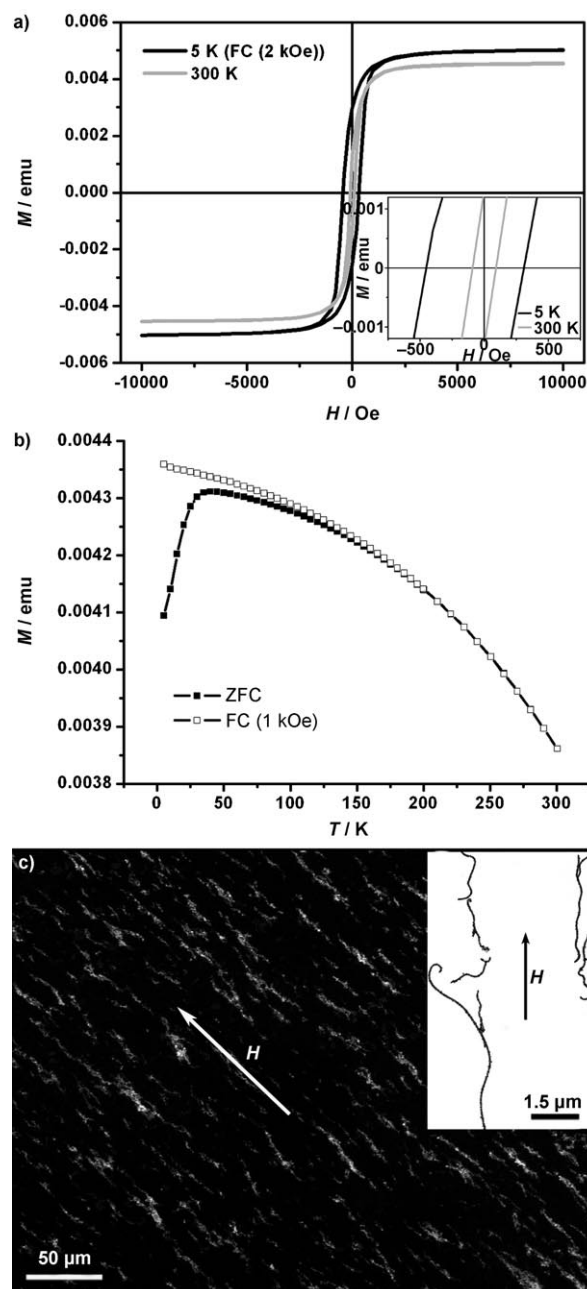 a)
0.006
0.004
0.002
0.000
-0.002
-0.004
-0.006
M / emu
5 K (FC (2 kOe))
300 K
-10000
-5000
0
5000
10000
H / Oe
0.001
0
-0.001
M / emu
5 K
300 K
−500
0
500
H / Oe
b)
0.0044
0.0043
0.0042
0.0041
0.0040
0.0039
0.0038
M / emu
ZFC
FC (1 kOe)
0
50
100
150
200
250
300
T / K
c)
H
H
1.5 µm
50 µm